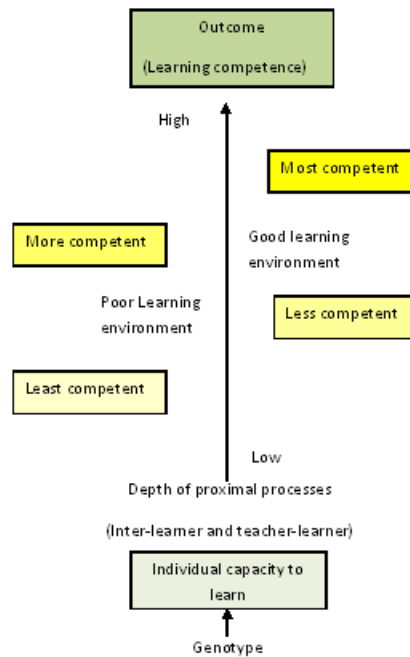 Outcome
(Learning competence)
High
Most competent
More competent
Good learning
environment
Poor Learning
environment
Less competent
Least competent
Low
Depth of proximal processes
(Inter-learner and teacher-learner)
Individual capacity to
learn
Genotype